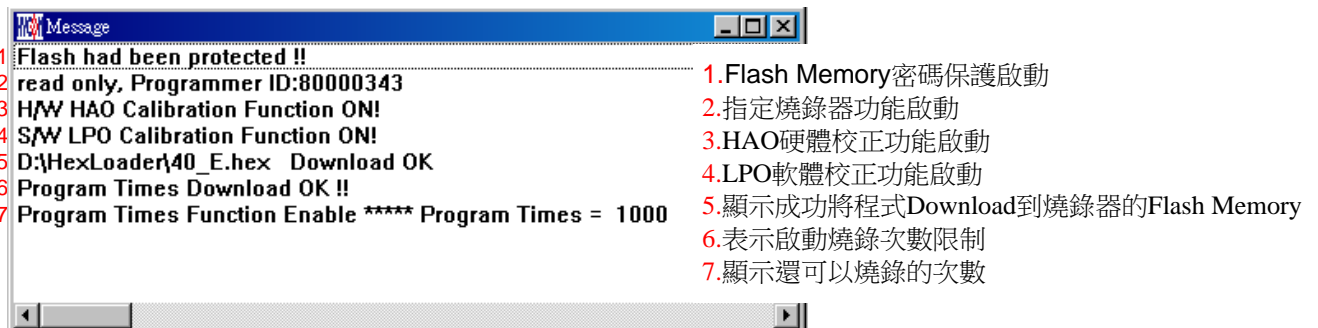 Message
1 Flash had been protected !!
2 read only, Programmer ID:80000343
3 H/W HAO Calibration Function ON!
4 S/W LPO Calibration Function ON!
5 D:\HexLoader\40_E.hex   Download OK
6 Program Times Download OK !!
7 Program Times Function Enable ***** Program Times =  1000
1.Flash Memory密碼保護啟動
2.指定燒錄器功能啟動
3.HAO硬體校正功能啟動
4.LPO軟體校正功能啟動
5.顯示成功將程式Download到燒錄器的Flash Memory
6.表示啟動燒錄次數限制
7.顯示還可以燒錄的次數